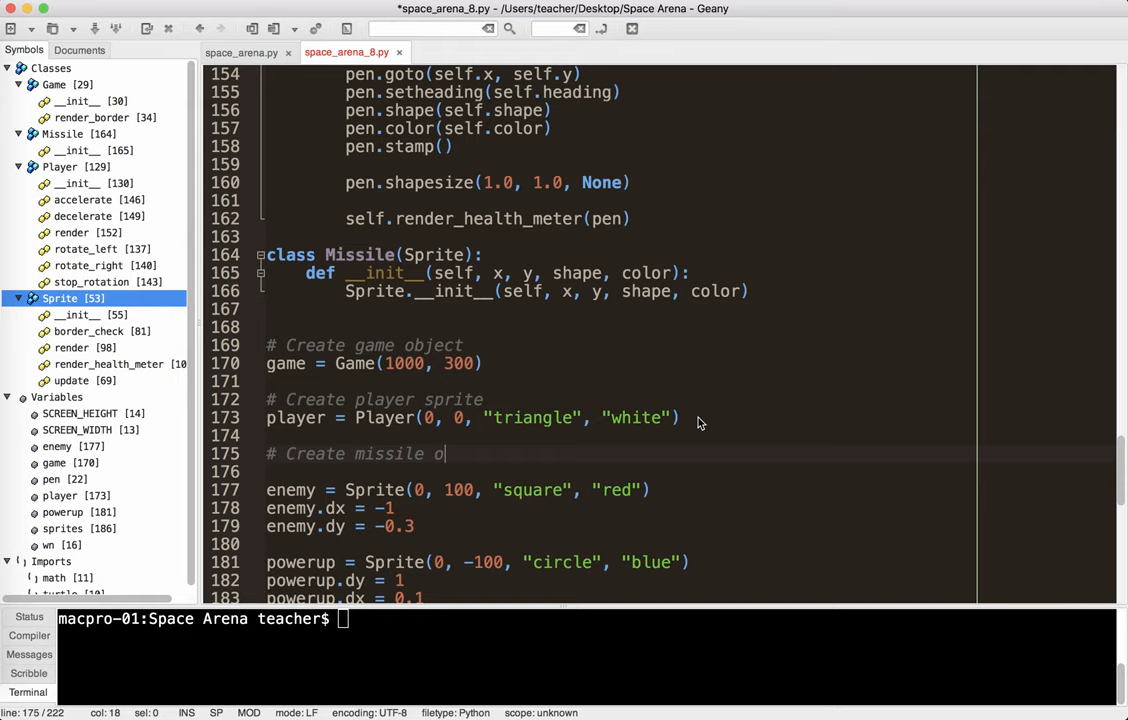 *space_arena_8.py - /Users/teacher/Desktop/Space Arena - Geany
Symbols Documents
space_arena.py × space_arena_8.py ×
Classes
Game [29]
__init__ [30]
render_border [34]
Missile [164]
__init__ [165]
Player [129]
__init__ [130]
accelerate [146]
decelerate [149]
render [152]
rotate_left [137]
rotate_right [140]
stop_rotation [143]
Sprite [53]
__init__ [55]
border_check [81]
render [98]
render_health_meter [10
update [69]
Variables
SCREEN_HEIGHT [14]
SCREEN_WIDTH [13]
enemy [177]
game [170]
pen [22]
player [173]
powerup [181]
sprites [186]
wn [16]
Imports
math [11]
turtle [10]
154 pen.goto(self.x, self.y)
155 pen.setheading(self.heading)
156 pen.shape(self.shape)
157 pen.color(self.color)
158 pen.stamp()
159
160 pen.shapesize(1.0, 1.0, None)
161
162 self.render_health_meter(pen)
163
164 class Missile(Sprite):
165 def __init__(self, x, y, shape, color):
166 Sprite.__init__(self, x, y, shape, color)
167
168
169 # Create game object
170 game = Game(1000, 300)
171
172 # Create player sprite
173 player = Player(0, 0, "triangle", "white")
174
175 # Create missile o
176
177 enemy = Sprite(0, 100, "square", "red")
178 enemy.dx = -1
179 enemy.dy = -0.3
180
181 powerup = Sprite(0, -100, "circle", "blue")
182 powerup.dy = 1
183 powerup.dx = 0.1
Status
Compiler
Messages
Scribble
Terminal
macpro-01:Space Arena teacher$
line: 175 / 222 col: 18 sel: 0 INS SP MOD mode: LF encoding: UTF-8 filetype: Python scope: unknown